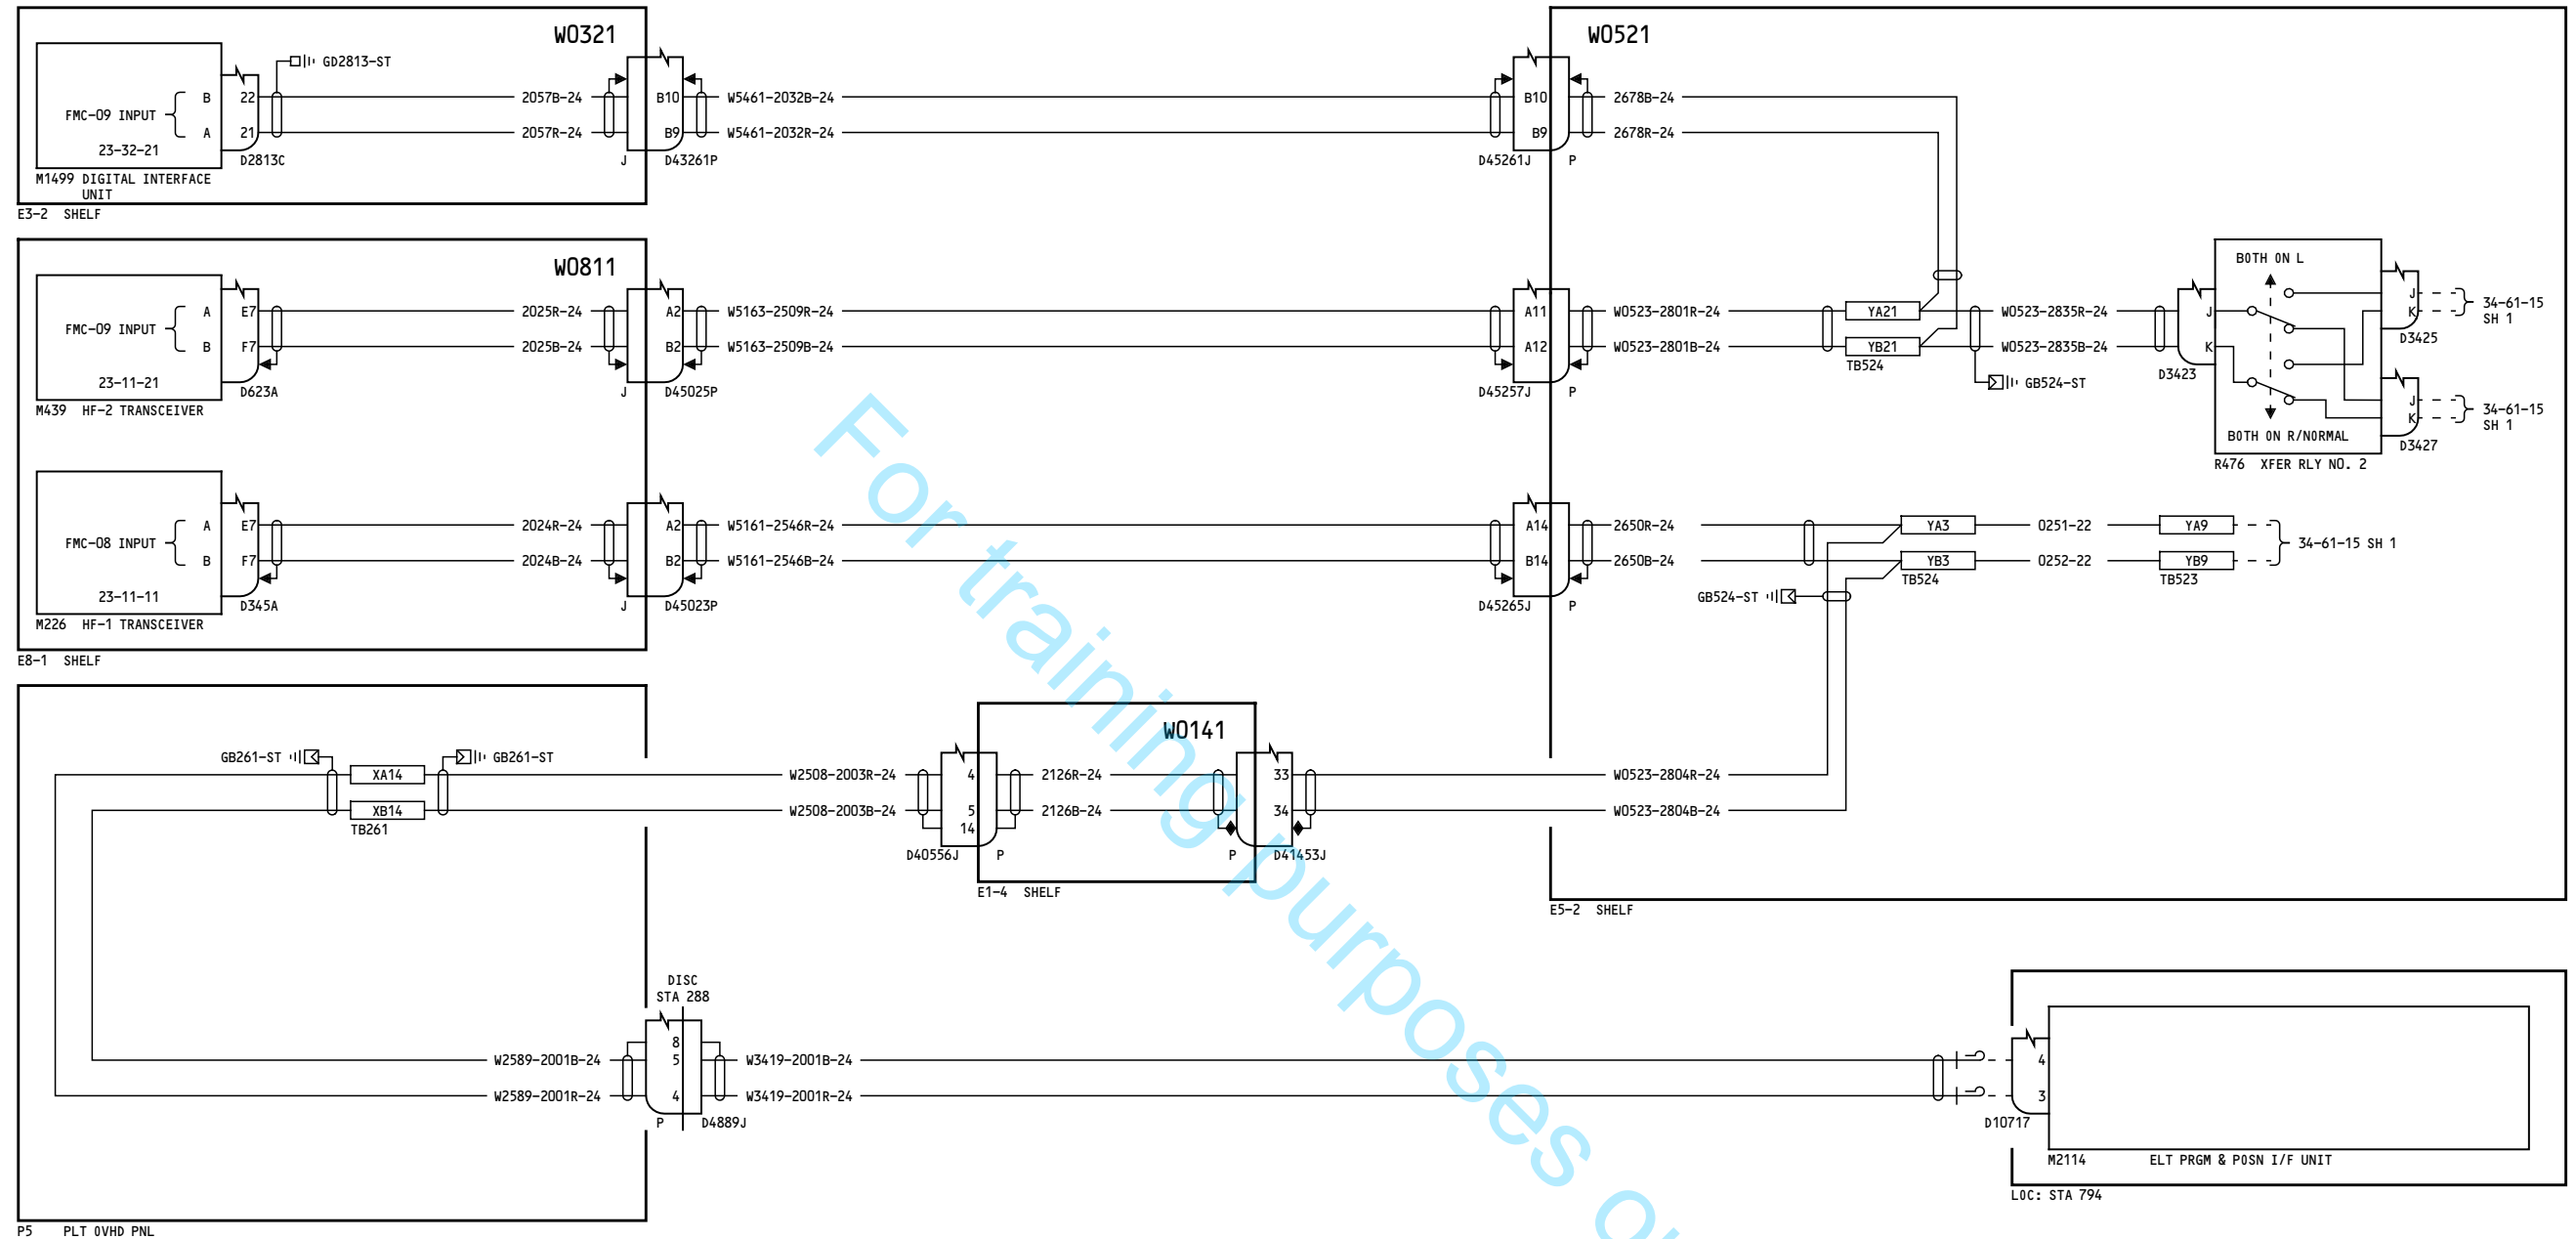 W0321
GD2813-ST
FMC-09 INPUT
B 22
A 21
23-32-21
D2813C
M1499 DIGITAL INTERFACE
UNIT
E3-2 SHELF
2057B-24
2057R-24
J
B10
B9
D43261P
W5461-2032B-24
W5461-2032R-24
W0521
B10
B9
D45261J
P
2678B-24
2678R-24
W0811
FMC-09 INPUT
A E7
B F7
23-11-21
D623A
M439 HF-2 TRANSCEIVER
2025R-24
2025B-24
J
A2
B2
D45025P
W5163-2509R-24
W5163-2509B-24
A11
A12
D45257J
P
W0523-2801R-24
W0523-2801B-24
YA21
YB21
TB524
GB524-ST
W0523-2835R-24
W0523-2835B-24
D3423
J
K
BOTH ON L
BOTH ON R/NORMAL
R476 XFER RLY NO. 2
J
K
D3425
34-61-15
SH 1
J
K
D3427
34-61-15
SH 1
FMC-08 INPUT
A E7
B F7
23-11-11
D345A
M226 HF-1 TRANSCEIVER
E8-1 SHELF
2024R-24
2024B-24
J
A2
B2
D45023P
W5161-2546R-24
W5161-2546B-24
A14
B14
D45265J
P
2650R-24
2650B-24
GB524-ST
YA3
YB3
TB524
0251-22
0252-22
YA9
YB9
TB523
34-61-15 SH 1
GB261-ST
GB261-ST
XA14
XB14
TB261
W2508-2003R-24
W2508-2003B-24
4
5
14
D40556J
P
W0141
2126R-24
2126B-24
P
33
34
D41453J
E1-4 SHELF
W0523-2804R-24
W0523-2804B-24
E5-2 SHELF
DISC
STA 288
W2589-2001B-24
W2589-2001R-24
8
5
4
P
D4889J
W3419-2001B-24
W3419-2001R-24
4
3
D10717
M2114 ELT PRGM & POSN I/F UNIT
LOC: STA 794
P5 PLT OVHD PNL
For training purposes